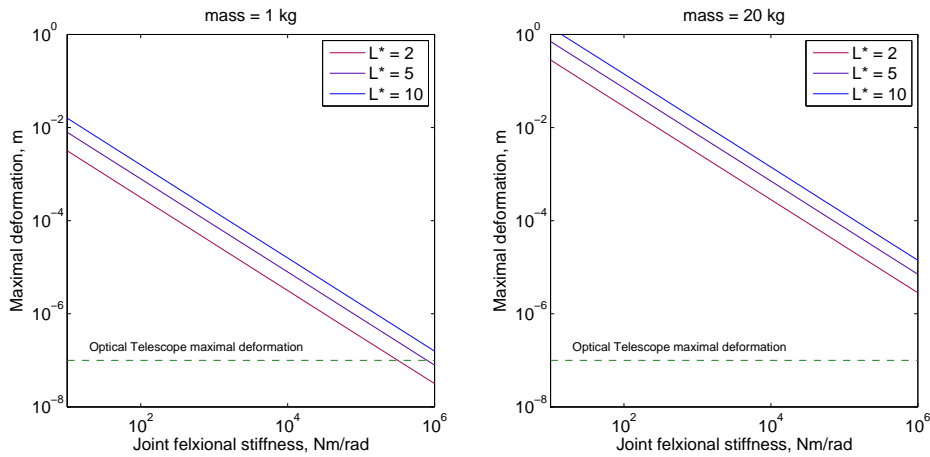 mass = 1 kg
10^0
10^-2
10^-4
10^-6
10^-8
Maximal deformation, m
L* = 2
L* = 5
L* = 10
Optical Telescope maximal deformation
10^2
10^4
10^6
Joint felxional stiffness, Nm/rad
mass = 20 kg
10^0
10^-2
10^-4
10^-6
10^-8
Maximal deformation, m
L* = 2
L* = 5
L* = 10
Optical Telescope maximal deformation
10^2
10^4
10^6
Joint felxional stiffness, Nm/rad